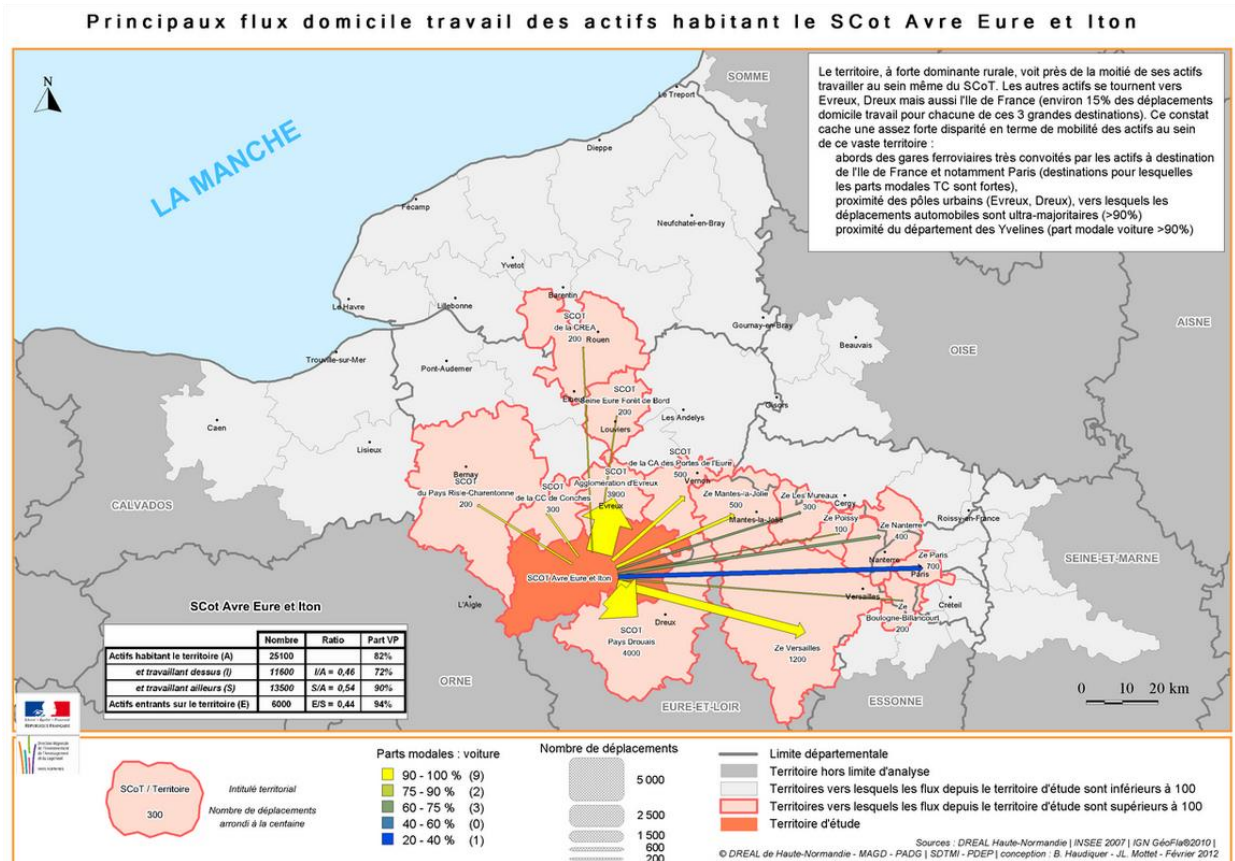 Principaux flux domicile travail des actifs habitant le SCot Avre Eure et Iton
Le territoire, à forte dominante rurale, voit près de la moitié de ses actifs
travailler au sein même du SCoT. Les autres actifs se tournent vers
Evreux, Dreux mais aussi l'Ile de France (environ 15% des déplacements
domicile travail pour chacune de ces 3 grandes destinations). Ce constat
cache une assez forte disparité en terme de mobilité des actifs au sein
de ce vaste territoire :
abords des gares ferroviaires très convoités par les actifs à destination
de l'Ile de France et notamment Paris (destinations pour lesquelles
les parts modales TC sont fortes),
proximité des pôles urbains (Evreux, Dreux), vers lesquels les
déplacements automobiles sont ultra-majoritaires (>90%)
proximité du département des Yvelines (part modale voiture >90%)
N
LA MANCHE
SOMME
Le Treport
Dieppe
Fécamp
Neufchatel-en-Bray
Yvetot
Le Havre
Lillebonne
Barentin
SCOT
de la CREA
200
Rouen
Gournay-en-Bray
AISNE
OISE
Beauvais
Trouville-sur-Mer
Pont-Audemer
Elbeuf
SCOT
Seine Eure Forêt de Bord
200
Louviers
Les Andelys
Gisors
Caen
Lisieux
CALVADOS
Bernay
SCOT
du Pays Risle-Charentonne
200
SCOT
de la CC de Conches
300
SCOT
Agglomération d'Evreux
3900
Evreux
SCOT
de la CA des Portes de l'Eure
500
Vernon
Ze Mantes-la-Jolie
500
Mantes-la-Jolie
Ze Les Mureaux
300
Cergy
Ze Poissy
100
Ze Nanterre
400
Nanterre
Roissy-en-France
Ze Paris
700
Paris
SEINE-ET-MARNE
SCOT Avre Eure et Iton
Versailles
Créteil
Ze
Boulogne-Billancourt
200
L'Aigle
Dreux
SCOT
Pays Drouais
4000
Ze Versailles
1200
ORNE
EURE-ET-LOIR
ESSONNE
0 10 20 km
SCot Avre Eure et Iton
Nombre Ratio Part VP
Actifs habitant le territoire (A) 25100 82%
et travaillant dessus (I) 11600 I/A = 0,46 72%
et travaillant ailleurs (S) 13500 S/A = 0,54 90%
Actifs entrants sur le territoire (E) 6000 E/S = 0,44 94%
SCoT / Territoire
300
Intitulé territorial
Nombre de déplacements
arrondi à la centaine
Parts modales : voiture
90 - 100 % (9)
75 - 90 % (2)
60 - 75 % (3)
40 - 60 % (0)
20 - 40 % (1)
Nombre de déplacements
5 000
2 500
1 500
600
200
Limite départementale
Territoire hors limite d'analyse
Territoires vers lesquels les flux depuis le territoire d'étude sont inférieurs à 100
Territoires vers lesquels les flux depuis le territoire d'étude sont supérieurs à 100
Territoire d'étude
Sources : DREAL Haute-Normandie | INSEE 2007 | IGN GéoFla®2010 |
© DREAL de Haute-Normandie - MAGD - PADG | SDTMI - PDEP | conception : B. Haudiquer - JL. Mottet - Février 2012